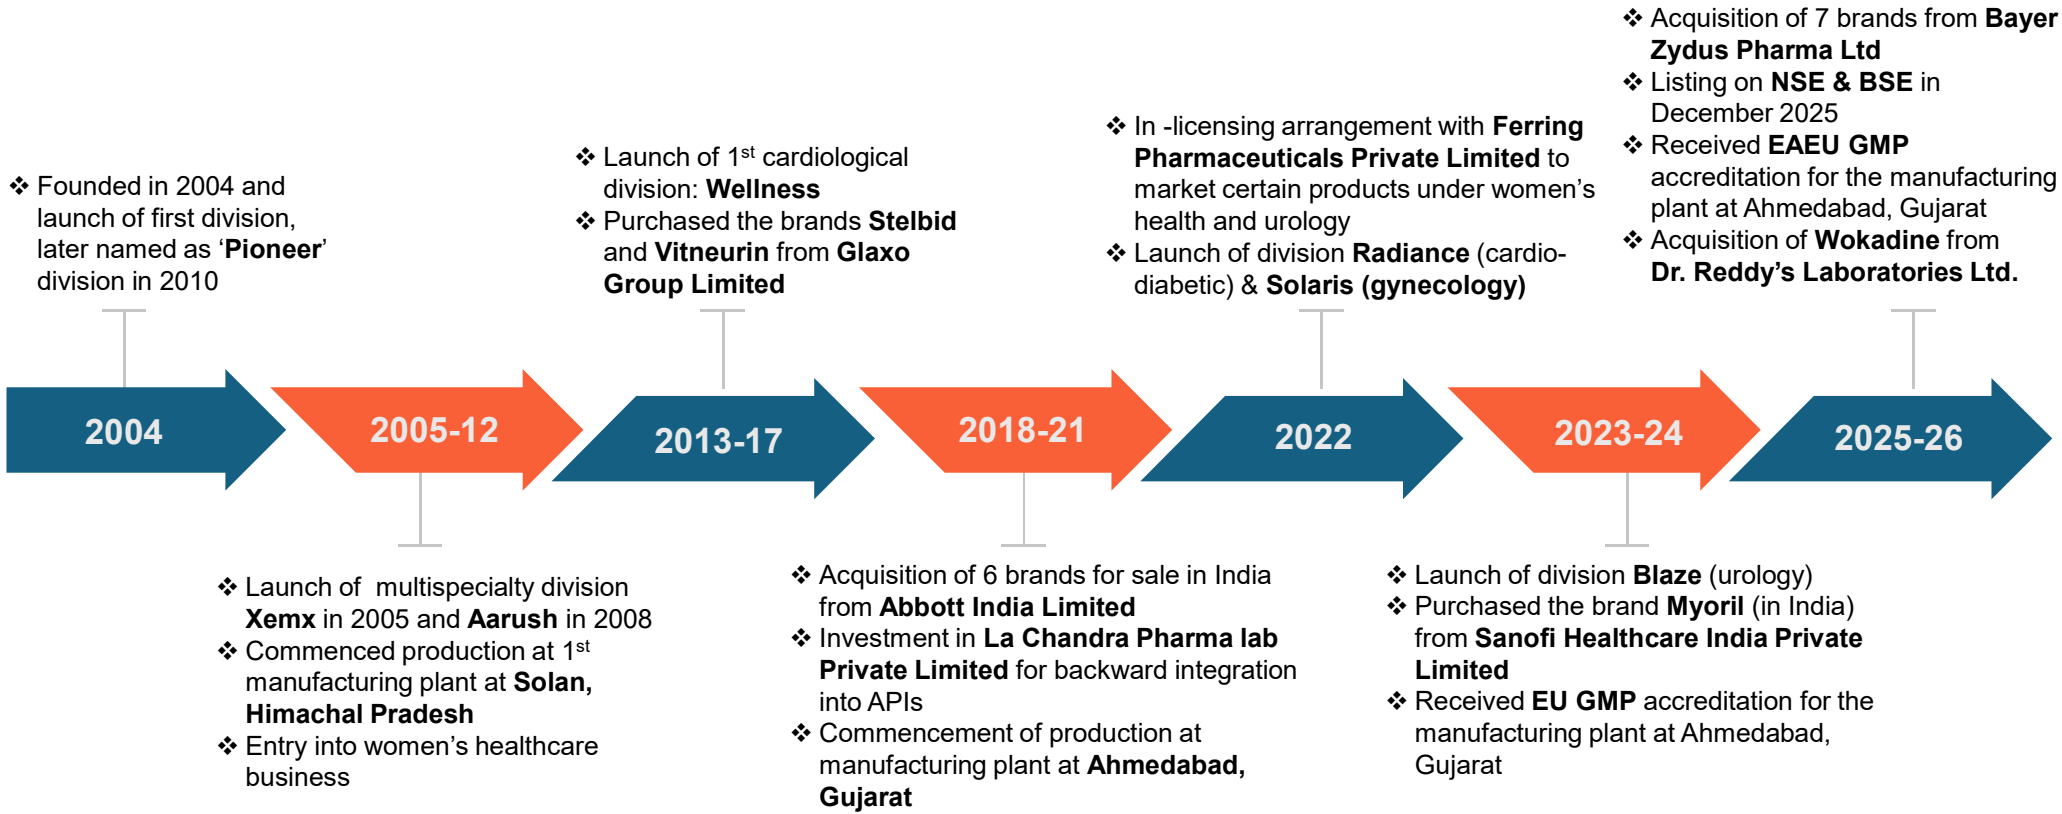 ❖ Founded in 2004 and
launch of first division,
later named as ‘Pioneer’
division in 2010
2004
❖ Launch of  multispecialty division
Xemx in 2005 and Aarush in 2008
❖ Commenced production at 1st
manufacturing plant at Solan,
Himachal Pradesh
❖ Entry into women’s healthcare
business
2005-12
❖ Launch of 1st cardiological
division: Wellness
❖ Purchased the brands Stelbid
and Vitneurin from Glaxo
Group Limited
2013-17
❖ Acquisition of 6 brands for sale in India
from Abbott India Limited
❖ Investment in La Chandra Pharma lab
Private Limited for backward integration
into APIs
❖ Commencement of production at
manufacturing plant at Ahmedabad,
Gujarat
2018-21
❖ In -licensing arrangement with Ferring
Pharmaceuticals Private Limited to
market certain products under women’s
health and urology
❖ Launch of division Radiance (cardio-
diabetic) & Solaris (gynecology)
2022
❖ Launch of division Blaze (urology)
❖ Purchased the brand Myoril (in India)
from Sanofi Healthcare India Private
Limited
❖ Received EU GMP accreditation for the
manufacturing plant at Ahmedabad,
Gujarat
2023-24
❖ Acquisition of 7 brands from Bayer
Zydus Pharma Ltd
❖ Listing on NSE & BSE in
December 2025
❖ Received EAEU GMP
accreditation for the manufacturing
plant at Ahmedabad, Gujarat
❖ Acquisition of Wokadine from
Dr. Reddy’s Laboratories Ltd.
2025-26